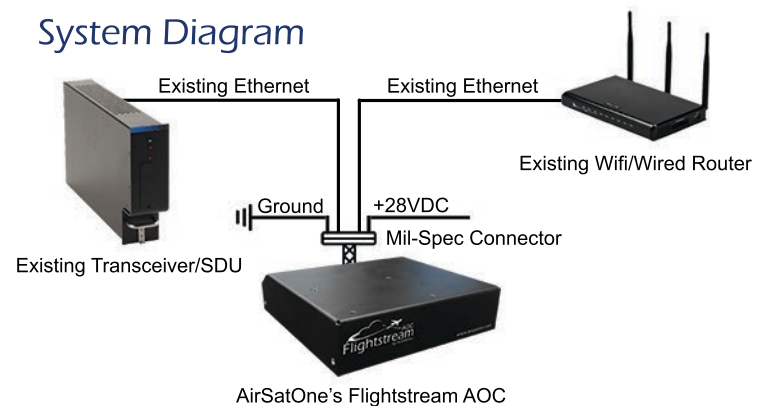 System Diagram
Existing Ethernet
Existing Ethernet
Existing Wifi/Wired Router
Ground
+28VDC
Mil-Spec Connector
Existing Transceiver/SDU
AOC
Flightstream
AirSatOne's Flightstream AOC